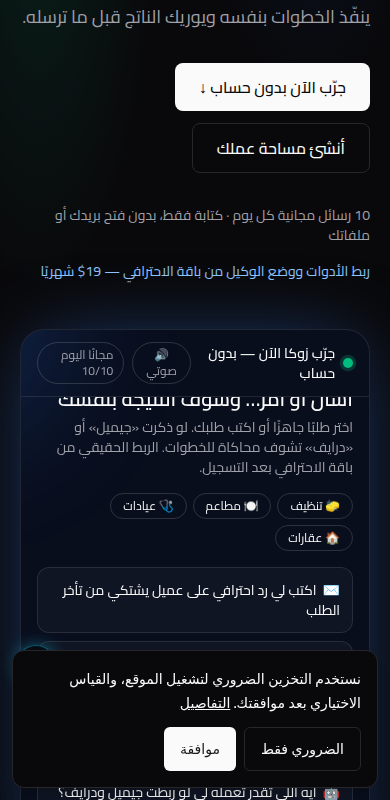 ينفّذ الخطوات بنفسه ويوريك الناتج قبل ما ترسله.
جرّب الآن بدون حساب ↓
أنشئ مساحة عملك
10 رسائل مجانية كل يوم · كتابة فقط، بدون فتح بريدك أو
ملفاتك
ربط الأدوات ووضع الوكيل من باقة الاحترافي — $19 شهريًا
جرّب زوكا الآن — بدون
حساب
🔊
صوتي
مجانًا اليوم
10/10
اسأل أو أمر... وشوف النتيجة بنفسك
اختر طلبًا جاهزًا أو اكتب طلبك. لو ذكرت «جيميل» أو
«درايف» تشوف محاكاة للخطوات. الربط الحقيقي من
باقة الاحترافي بعد التسجيل.
🧽 تنظيف
🍽️ مطاعم
🩺 عيادات
🏠 عقارات
✉️ اكتب لي رد احترافي على عميل يشتكي من تأخر
الطلب
نستخدم التخزين الضروري لتشغيل الموقع، والقياس
الاختياري بعد موافقتك. التفاصيل
الضروري فقط
موافقة
🤖 ايه اللي تقدر تعمله لي لو ربطت جيميل ودرايف؟